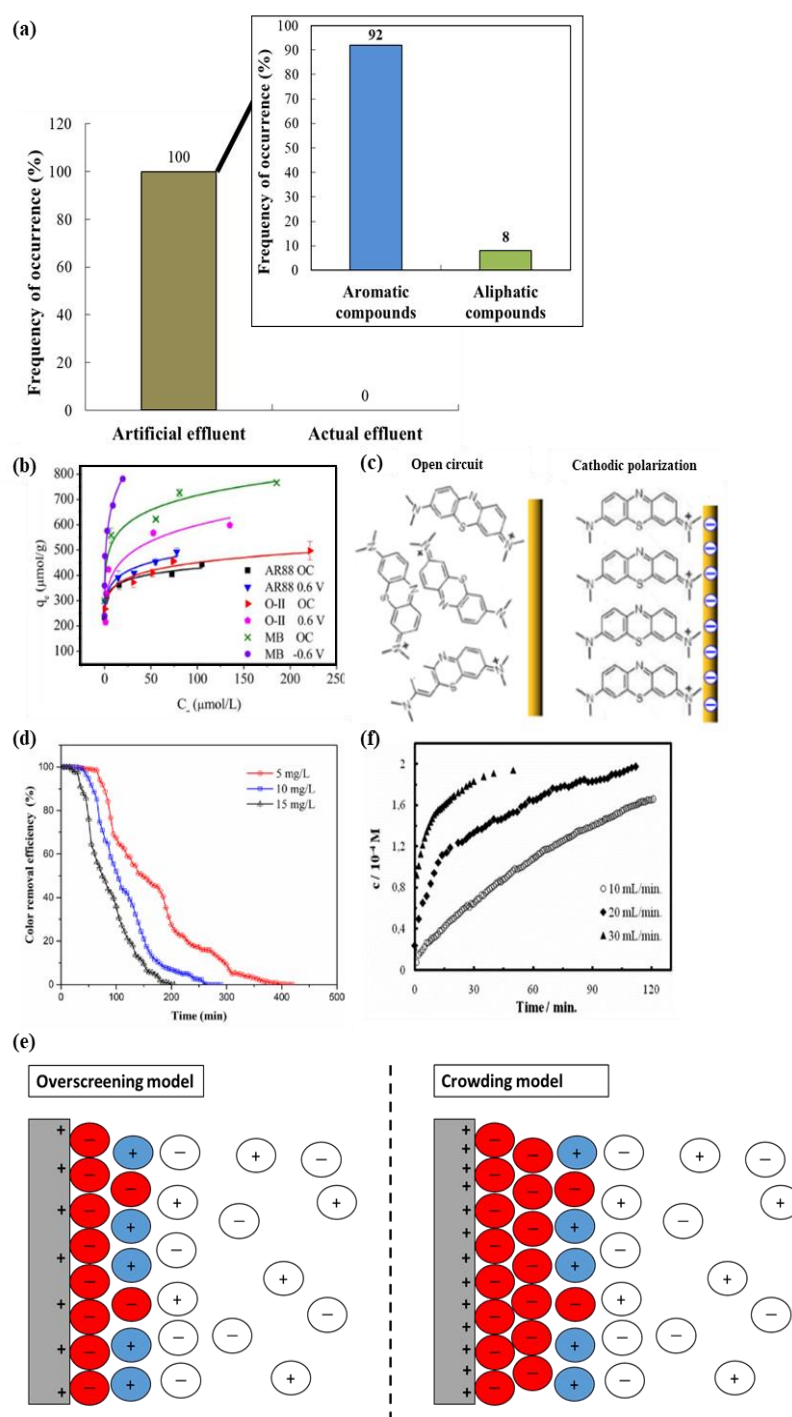 (a)
Frequency of occurrence (%)
120
100
80
60
40
20
0
100
0
Artificial effluent
Actual effluent
Frequency of occurrence (%)
100
90
80
70
60
50
40
30
20
10
0
92
8
Aromatic
compounds
Aliphatic
compounds
(b)
800
700
600
500
400
300
200
100
qe (μmol/g)
AR88 OC
AR88 0.6 V
O-II OC
O-II 0.6 V
MB OC
MB -0.6 V
0 50 100 150 200 250
(μmol/L)
(c)
Open circuit
Cathodic polarization
N
S
N
N
+
(d)
Color removal efficiency (%)
100
80
60
40
20
0
5 mg/L
10 mg/L
15 mg/L
0 100 200 300 400 500
Time (min)
(f)
c / 10⁻⁴ M
2
1,6
1,2
0,8
0,4
0
10 mL/min.
20 mL/min.
30 mL/min.
0 30 60 90 120
Time / min.
(e)
Overscreening model
Crowding model